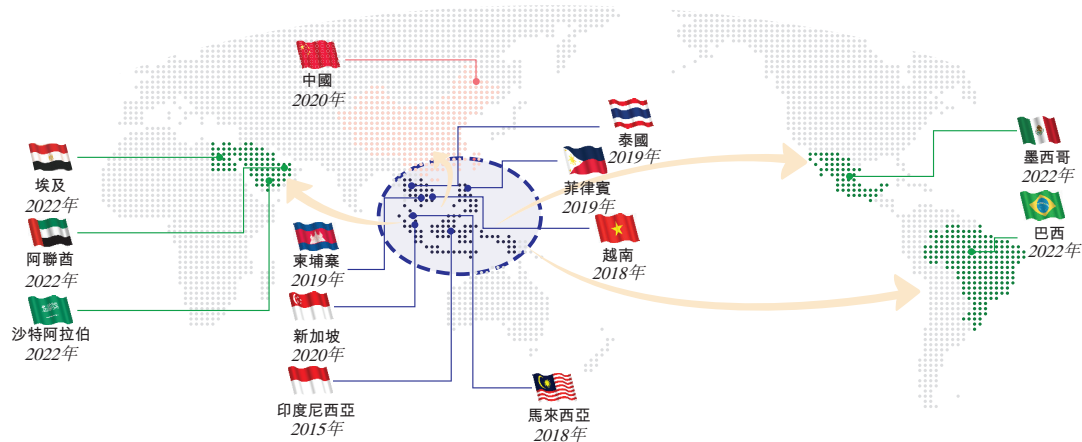 中國
2020年
泰國
2019年
菲律賓
2019年
越南
2018年
埃及
2022年
阿聯酋
2022年
沙特阿拉伯
2022年
柬埔寨
2019年
新加坡
2020年
印度尼西亞
2015年
馬來西亞
2018年
墨西哥
2022年
巴西
2022年